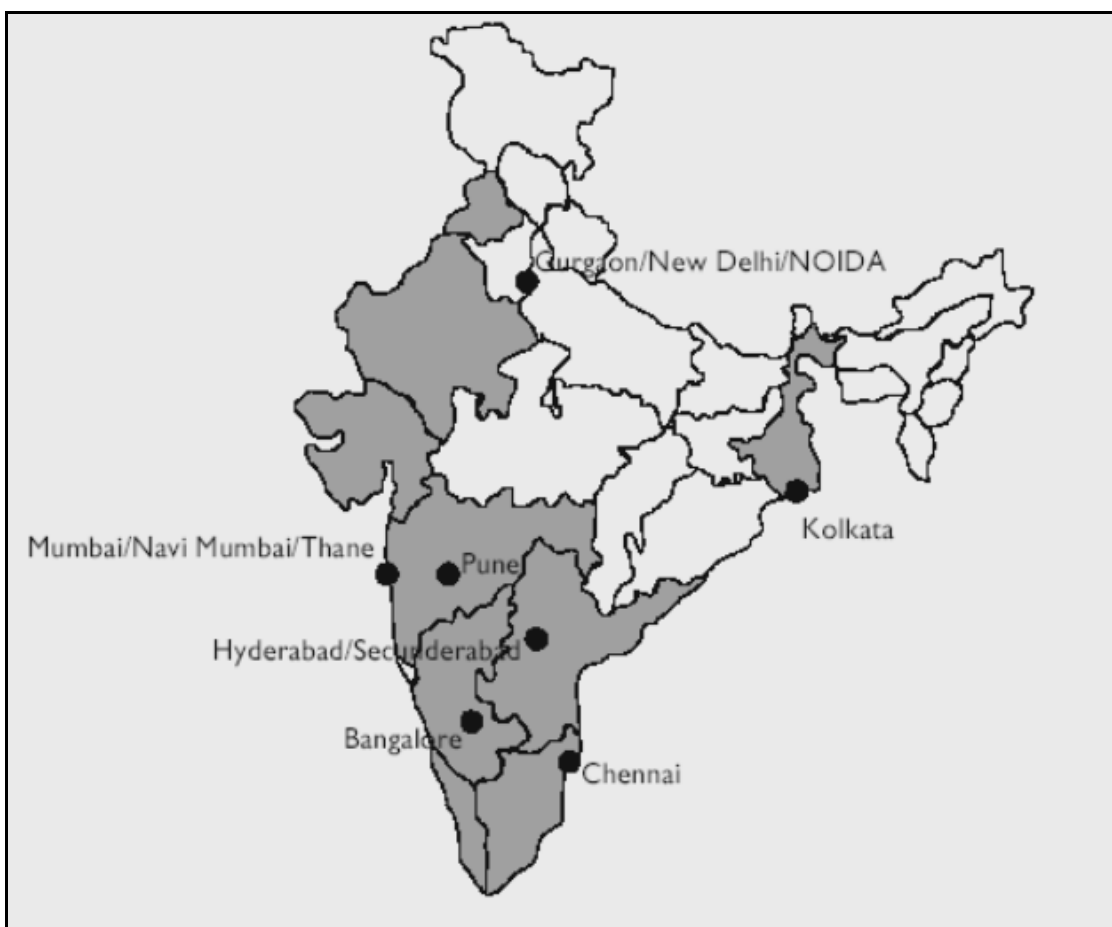 Gurgaon/New Delhi/NOIDA
Kolkata
Mumbai/Navi Mumbai/Thane
Pune
Hyderabad/Secunderabad
Bangalore
Chennai